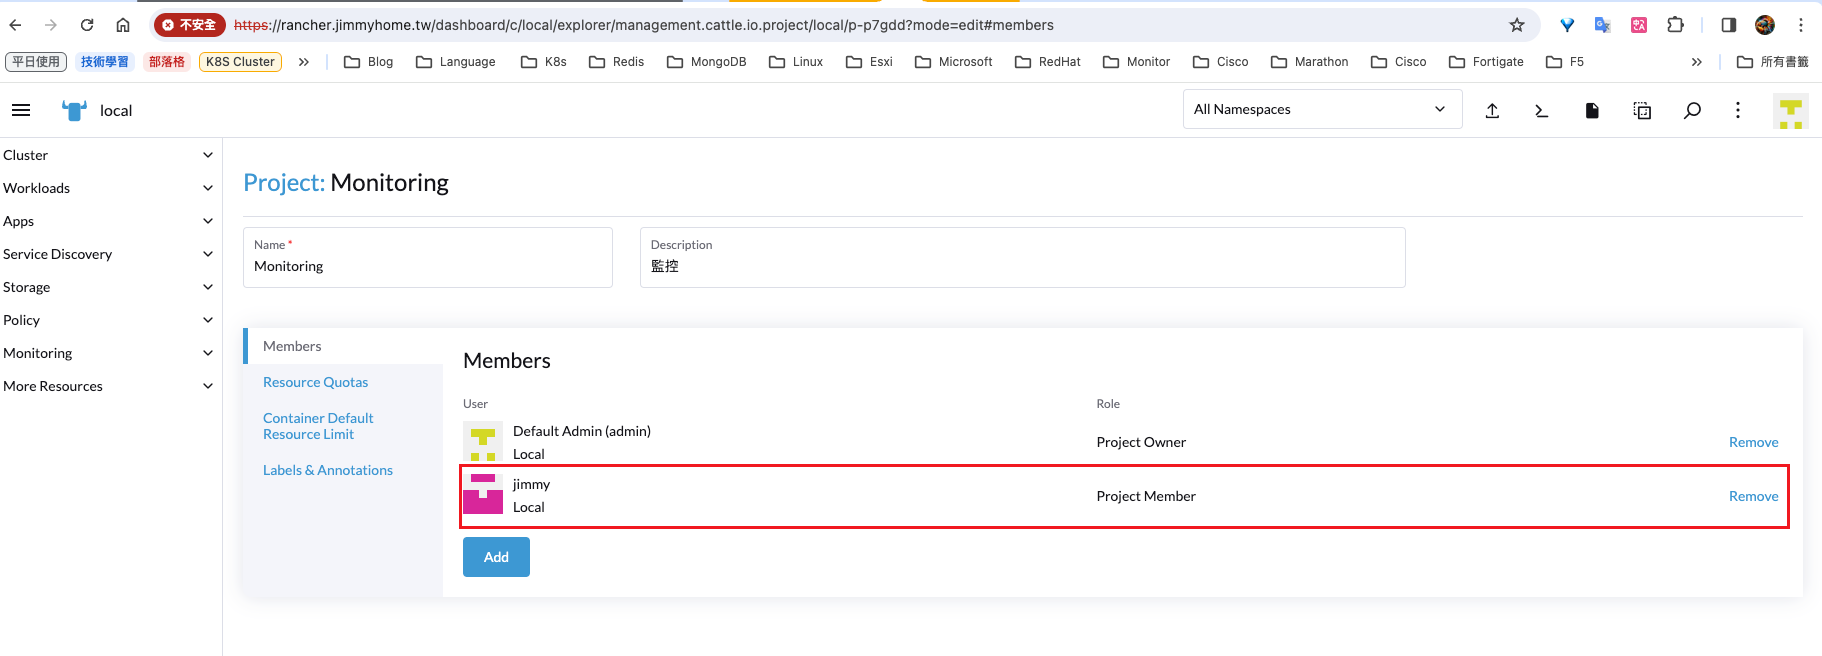 不安全 https://rancher.jimmyhome.tw/dashboard/c/local/explorer/management.cattle.io.project/local/p-p7gdd?mode=edit#members
平日使用 技術學習 部落格 K8S Cluster Blog Language K8s Redis MongoDB Linux Esxi Microsoft RedHat Monitor Cisco Marathon Cisco Fortigate F5 所有書籤
local All Namespaces
Cluster
Workloads
Apps
Service Discovery
Storage
Policy
Monitoring
More Resources
Project: Monitoring
Name *
Monitoring
Description
監控
Members
Resource Quotas
Container Default
Resource Limit
Labels & Annotations
Members
User Role
Default Admin (admin)
Local
Project Owner Remove
jimmy
Local
Project Member Remove
Add